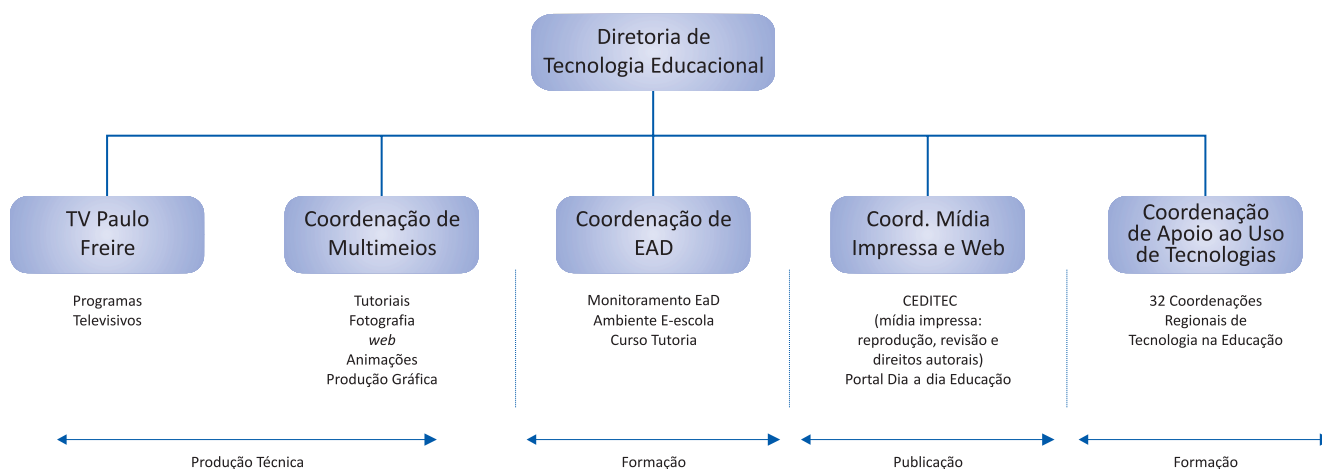 Diretoria de
Tecnologia Educacional
TV Paulo
Freire
Programas
Televisivos
Coordenação de
Multimeios
Tutoriais
Fotografia
web
Animações
Produção Gráfica
Coordenação de
EAD
Monitoramento EaD
Ambiente E-escola
Curso Tutoria
Coord. Mídia
Impressa e Web
CEDITEC
(mídia impressa:
reprodução, revisão e
direitos autorais)
Portal Dia a dia Educação
Coordenação
de Apoio ao Uso
de Tecnologias
32 Coordenações
Regionais de
Tecnologia na Educação
Produção Técnica
Formação
Publicação
Formação